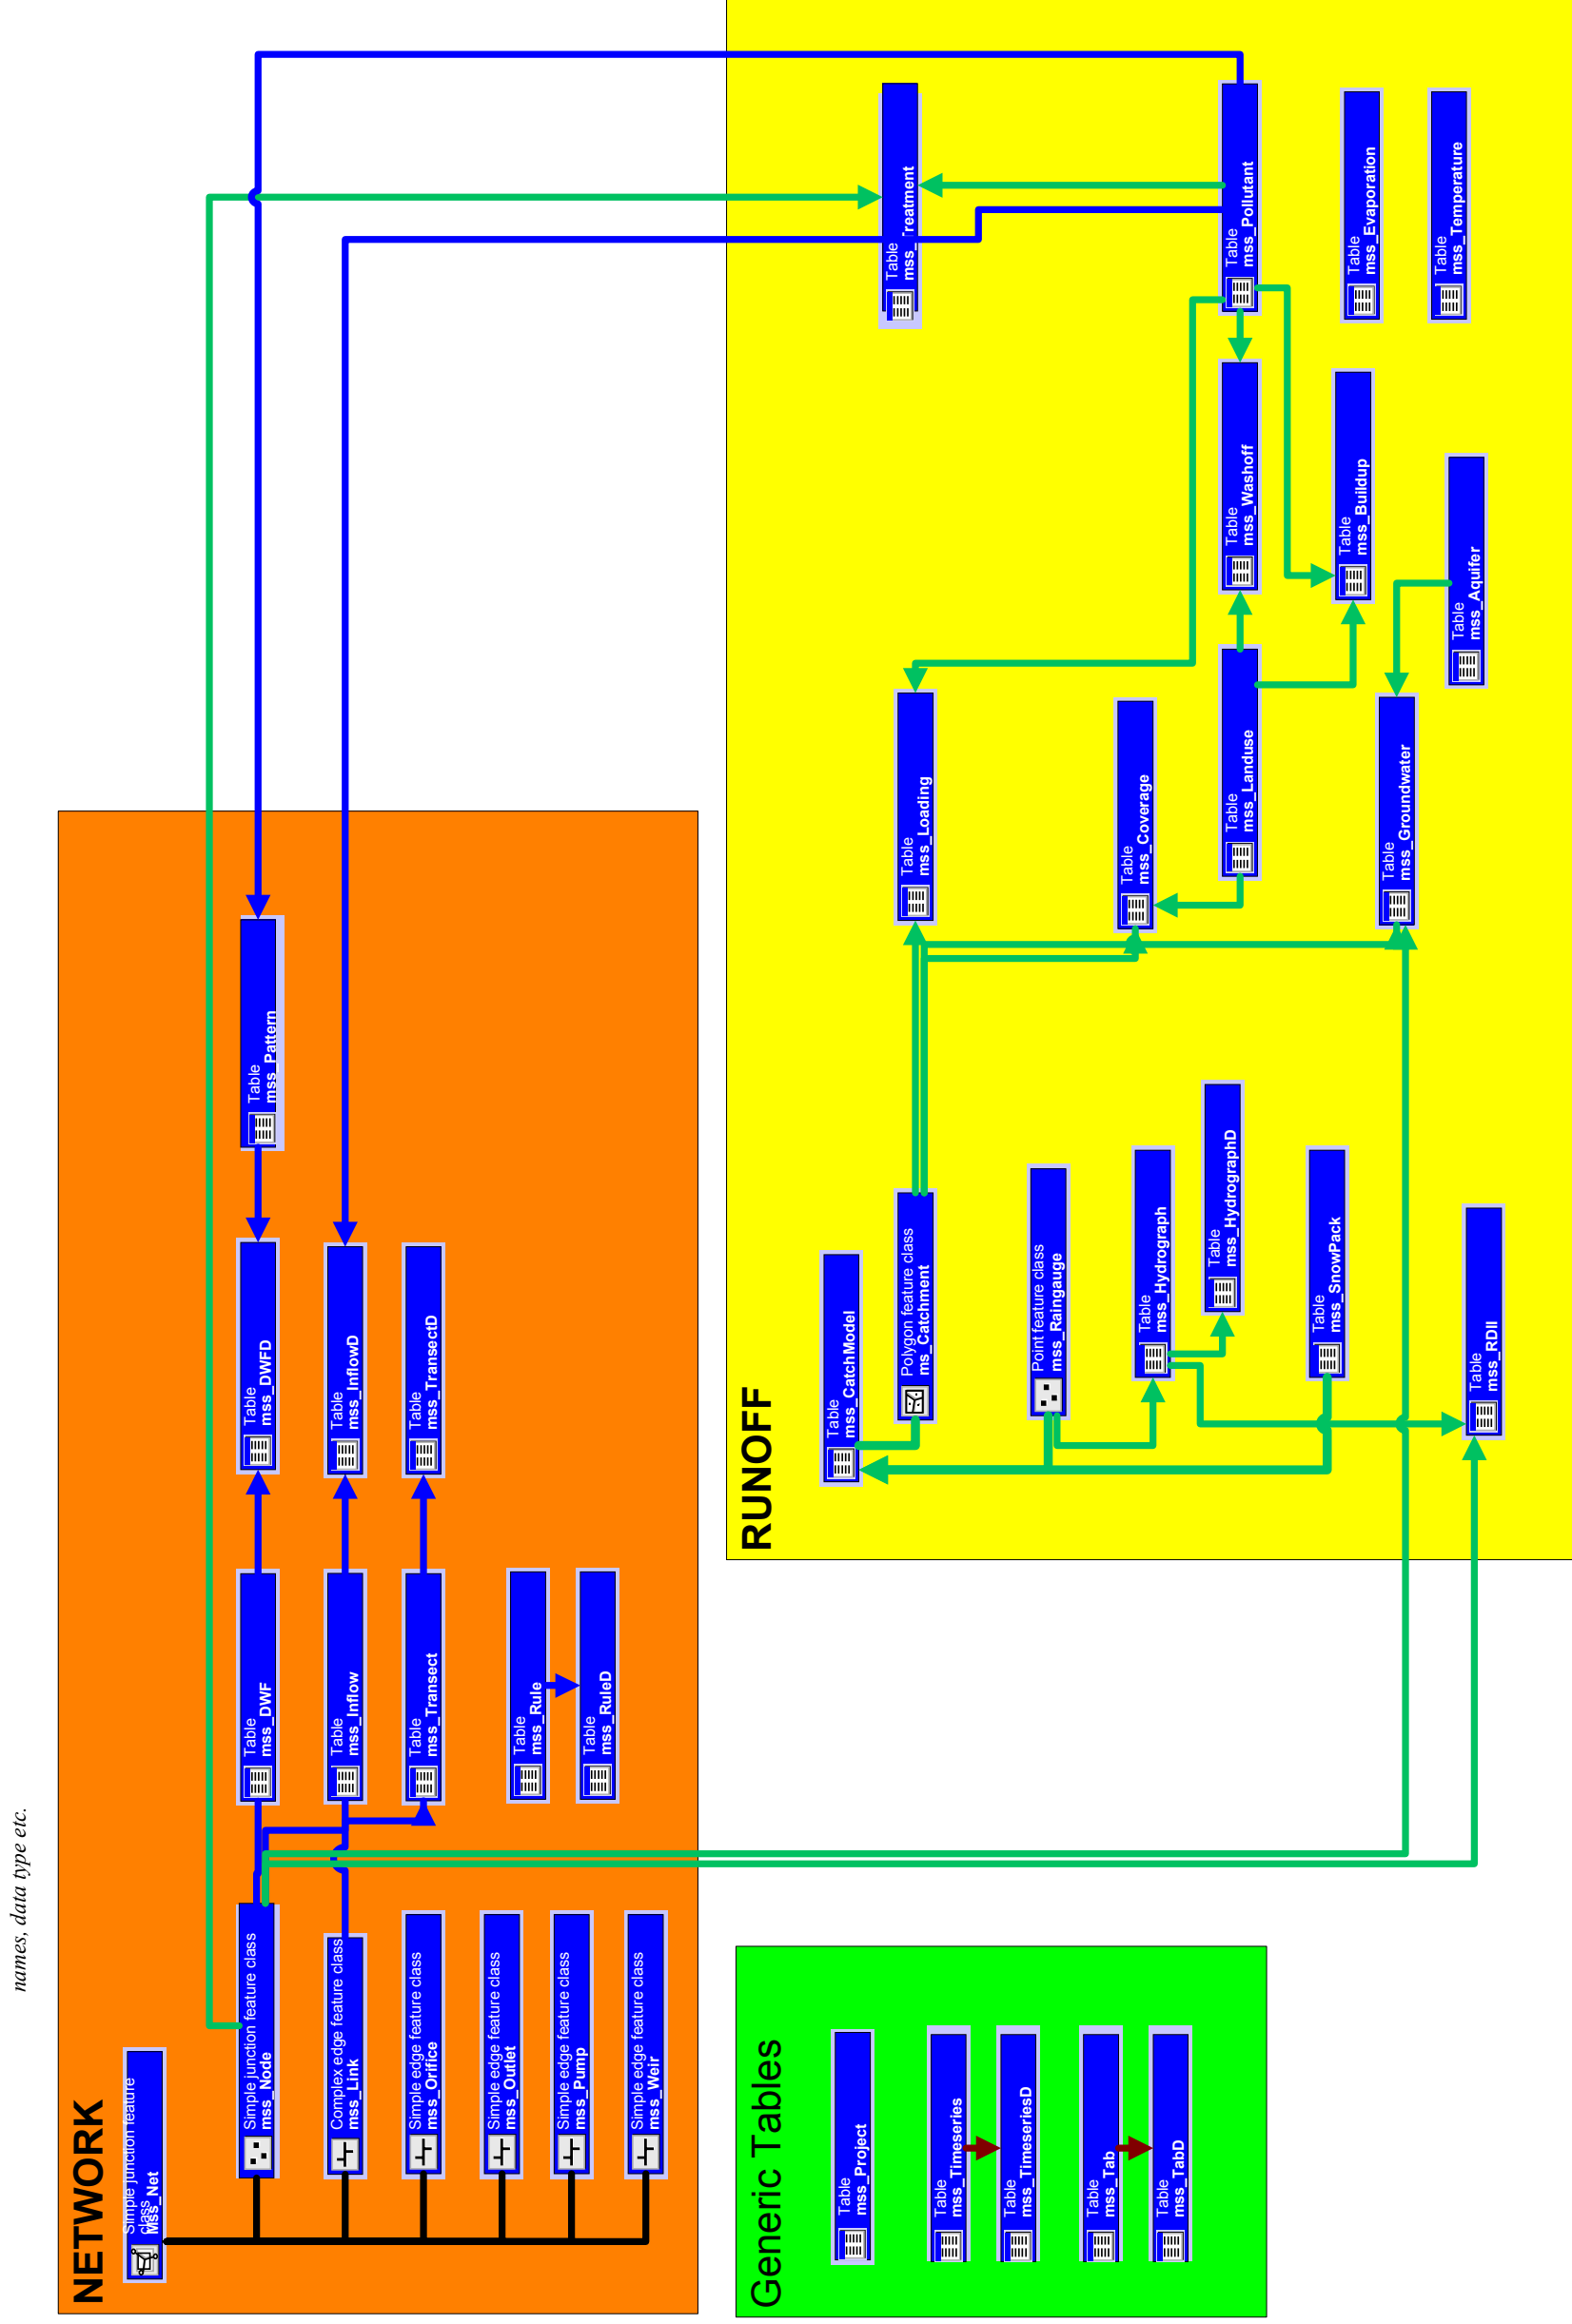 names, data type etc.
NETWORK
Simple junction feature
class
Mss_Net
Simple junction feature class
mss_Node
Complex edge feature class
mss_Link
Simple edge feature class
mss_Orifice
Simple edge feature class
mss_Outlet
Simple edge feature class
mss_Pump
Simple edge feature class
mss_Weir
Table
mss_DWF
Table
mss_Inflow
Table
mss_Transect
Table
mss_Rule
Table
mss_RuleD
Table
mss_DWFD
Table
mss_InflowD
Table
mss_TransectD
Table
mss_Pattern
Generic Tables
Table
mss_Project
Table
mss_Timeseries
Table
mss_TimeseriesD
Table
mss_Tab
Table
mss_TabD
RUNOFF
Table
mss_CatchModel
Polygon feature class
ms_Catchment
Point feature class
mss_Raingauge
Table
mss_Hydrograph
Table
mss_HydrographD
Table
mss_SnowPack
Table
mss_RDII
Table
mss_Loading
Table
mss_Coverage
Table
mss_Landuse
Table
mss_Groundwater
Table
mss_Washoff
Table
mss_Buildup
Table
mss_Aquifer
Table
mss_Treatment
Table
mss_Pollutant
Table
mss_Evaporation
Table
mss_Temperature